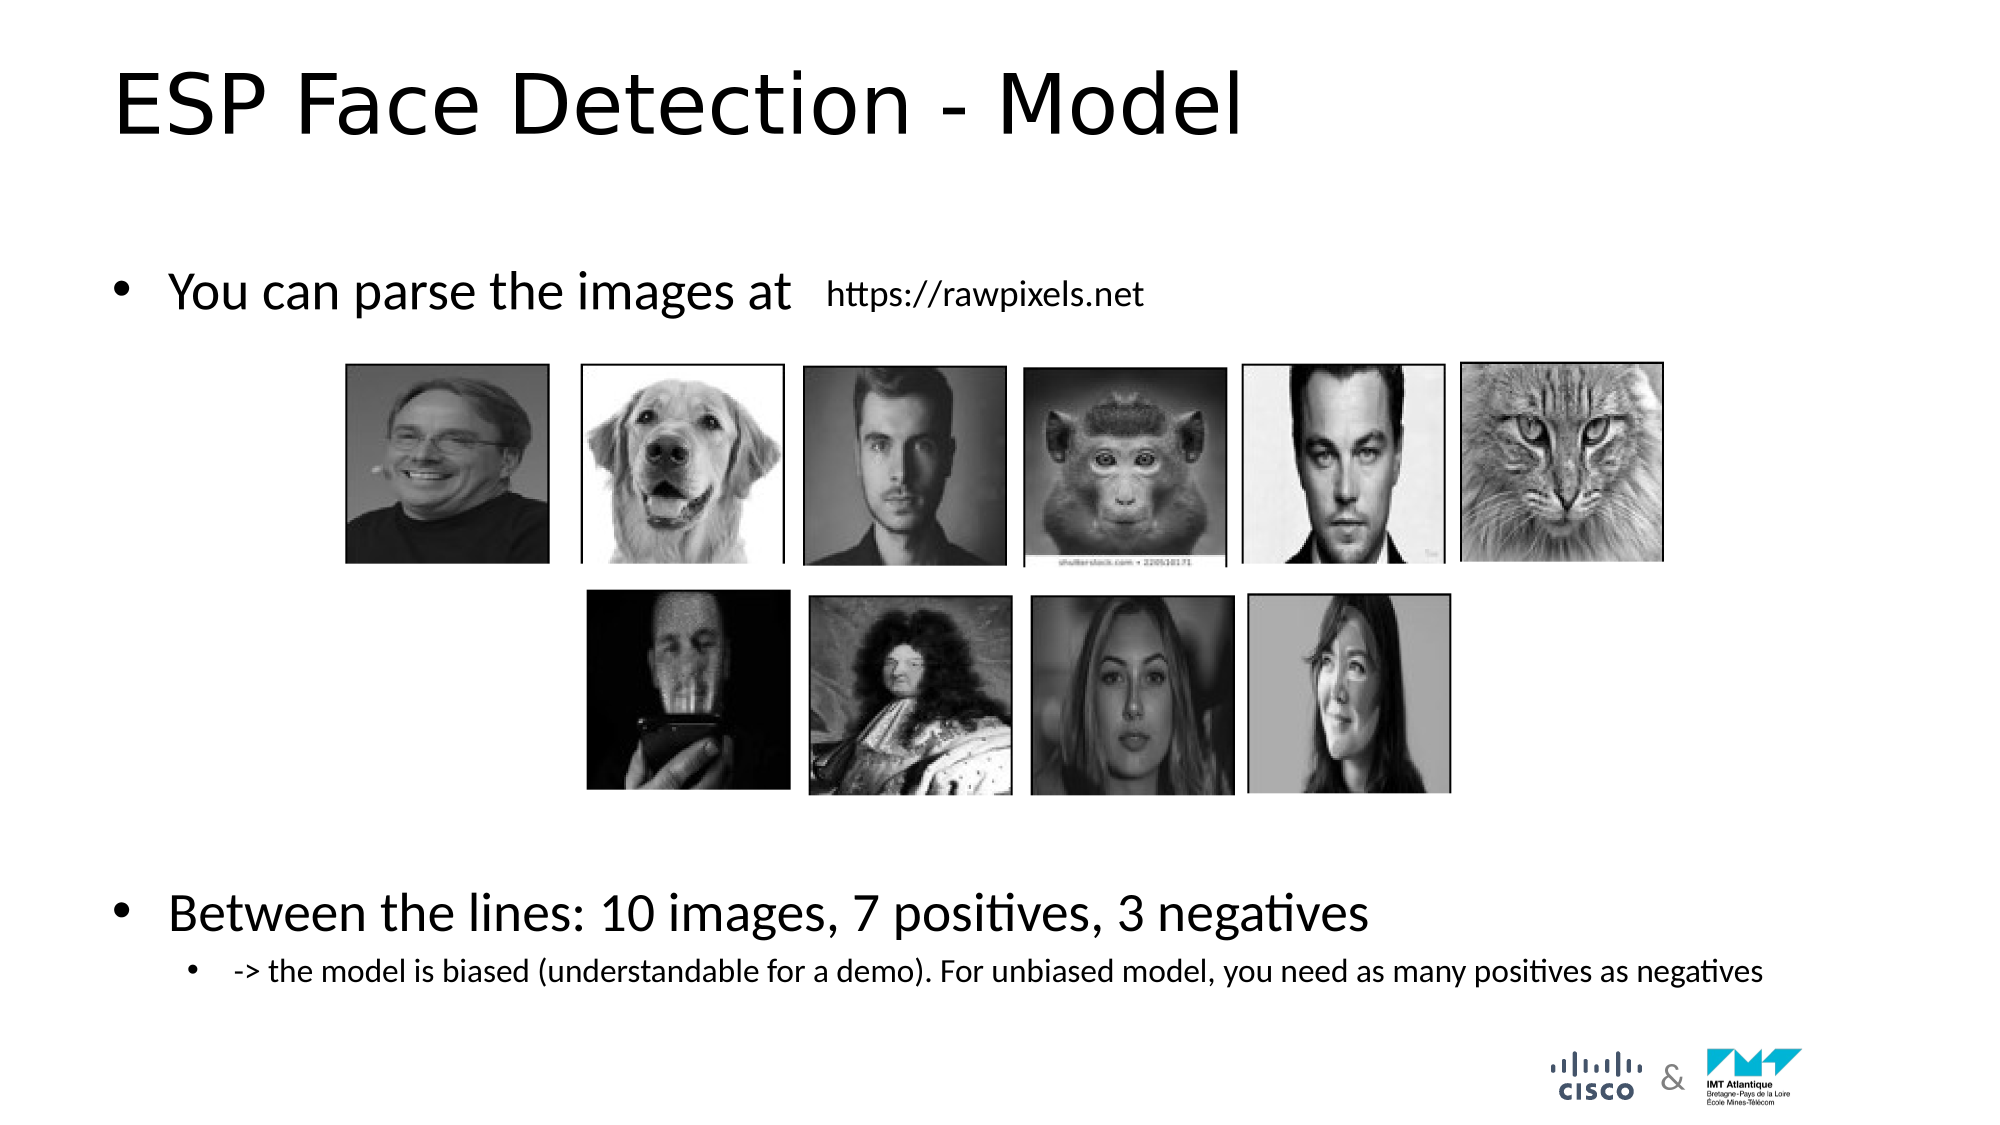 ESP Face Detection - Model
• You can parse the images at https://rawpixels.net
shutterstock.com • 220510171
• Between the lines: 10 images, 7 positives, 3 negatives
• -> the model is biased (understandable for a demo). For unbiased model, you need as many positives as negatives
CISCO & IMT Atlantique
Bretagne-Pays de la Loire
École Mines-Télécom